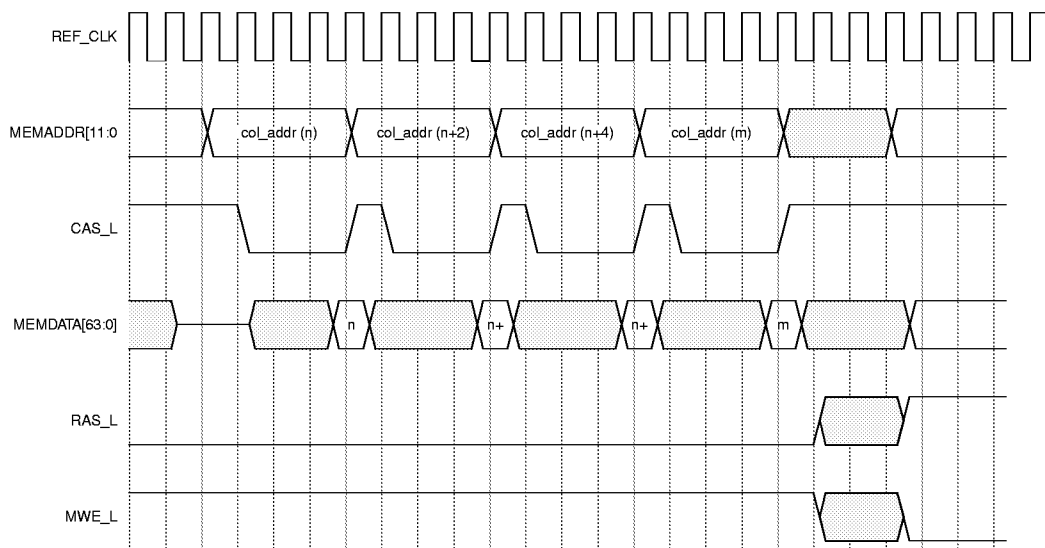 REF_CLK
MEMADDR[11:0
col_addr (n)
col_addr (n+2)
col_addr (n+4)
col_addr (m)
CAS_L
MEMDATA[63:0]
n
n+
n+
m
RAS_L
MWE_L